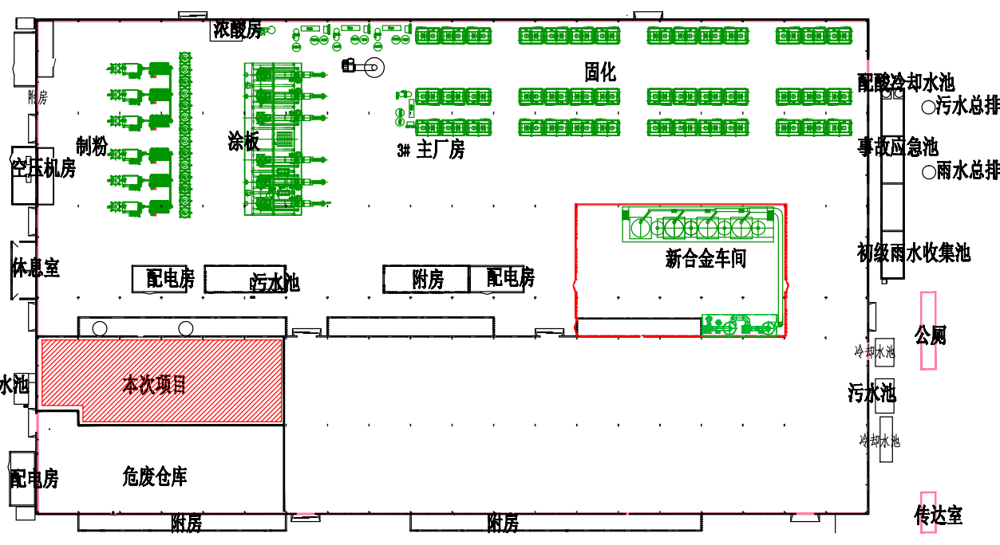 浓酸房
固化
配酸冷却水池
附房
污水总排
制粉
涂板
3# 主厂房
事故应急池
空压机房
雨水总排
休息室
新合金车间
初级雨水收集池
配电房
污水池
附房
配电房
公厕
冷却水池
水池
本次项目
污水池
冷却水池
配电房
危废仓库
附房
附房
传达室